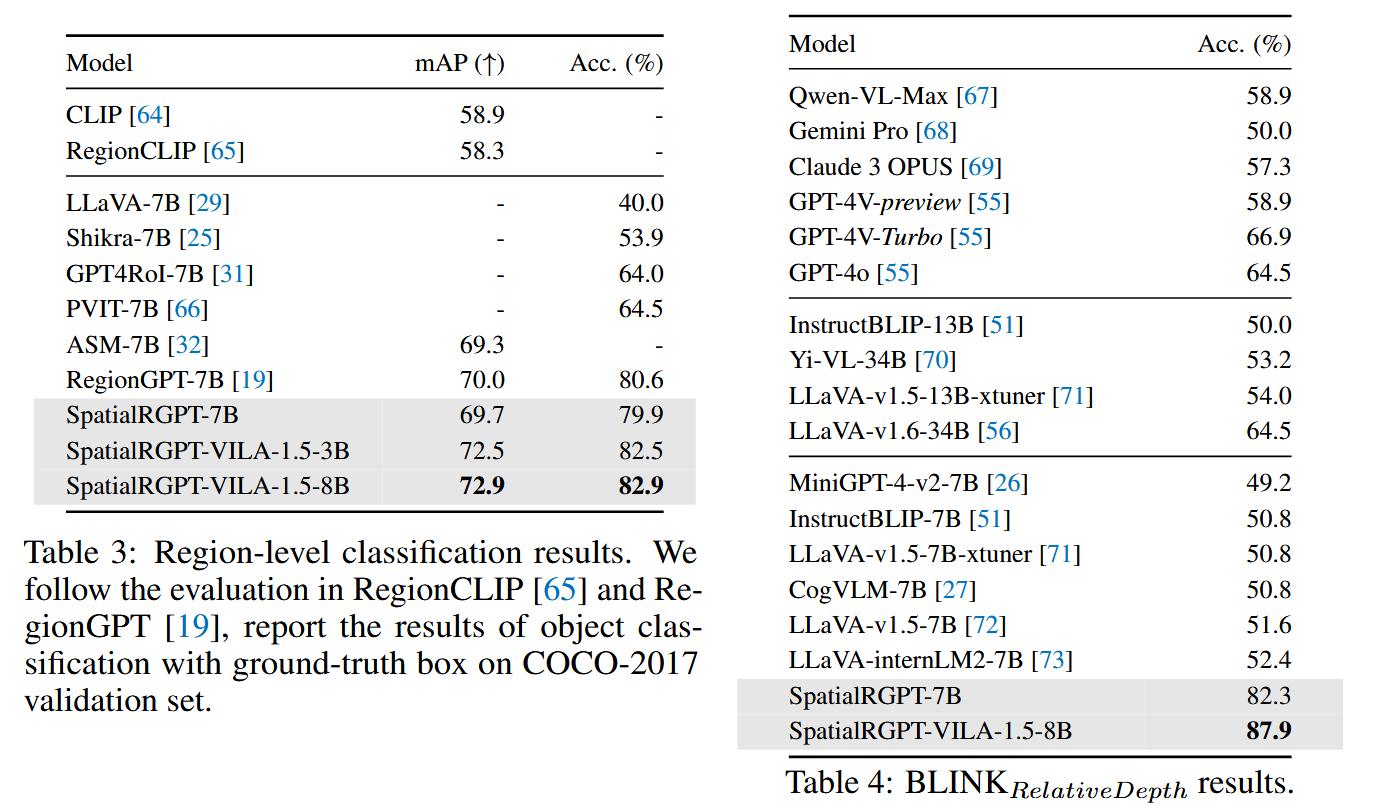 Model mAP (↑) Acc. (%)
CLIP [64] 58.9 -
RegionCLIP [65] 58.3 -
LLaVA-7B [29] - 40.0
Shikra-7B [25] - 53.9
GPT4RoI-7B [31] - 64.0
PVIT-7B [66] - 64.5
ASM-7B [32] 69.3 -
RegionGPT-7B [19] 70.0 80.6
SpatialRGPT-7B 69.7 79.9
SpatialRGPT-VILA-1.5-3B 72.5 82.5
SpatialRGPT-VILA-1.5-8B 72.9 82.9
Table 3: Region-level classification results. We
follow the evaluation in RegionCLIP [65] and Re-
gionGPT [19], report the results of object clas-
sification with ground-truth box on COCO-2017
validation set.
Model Acc. (%)
Qwen-VL-Max [67] 58.9
Gemini Pro [68] 50.0
Claude 3 OPUS [69] 57.3
GPT-4V-preview [55] 58.9
GPT-4V-Turbo [55] 66.9
GPT-4o [55] 64.5
InstructBLIP-13B [51] 50.0
Yi-VL-34B [70] 53.2
LLaVA-v1.5-13B-xtuner [71] 54.0
LLaVA-v1.6-34B [56] 64.5
MiniGPT-4-v2-7B [26] 49.2
InstructBLIP-7B [51] 50.8
LLaVA-v1.5-7B-xtuner [71] 50.8
CogVLM-7B [27] 50.8
LLaVA-v1.5-7B [72] 51.6
LLaVA-internLM2-7B [73] 52.4
SpatialRGPT-7B 82.3
SpatialRGPT-VILA-1.5-8B 87.9
Table 4: BLINK RelativeDepth results.